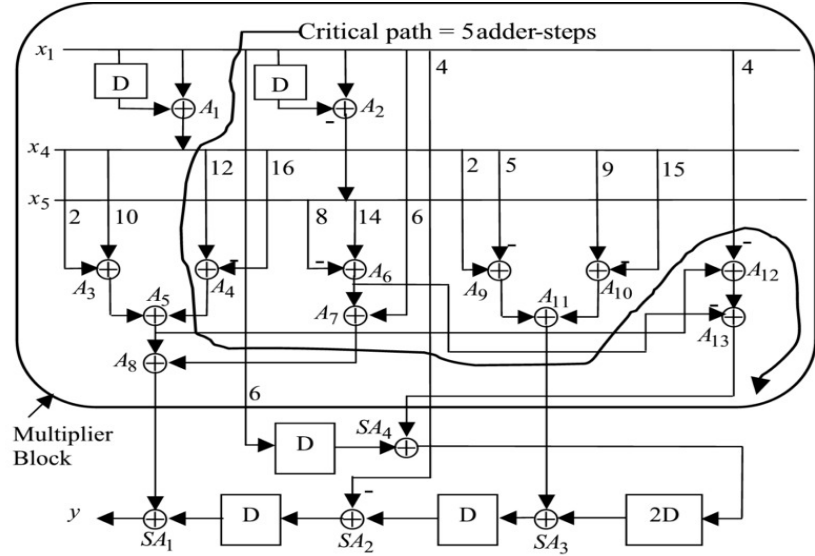 Critical path = 5 adder-steps
x1
D
D
4
4
A1
-
A2
x4
12
16
2
5
9
15
x5
2
10
8
14
6
-
-
-
-
-
A3
A4
A6
A9
A10
A12
A5
A7
A11
-
A13
A8
6
Multiplier
Block
D
SA4
-
y
D
D
2D
SA1
SA2
SA3